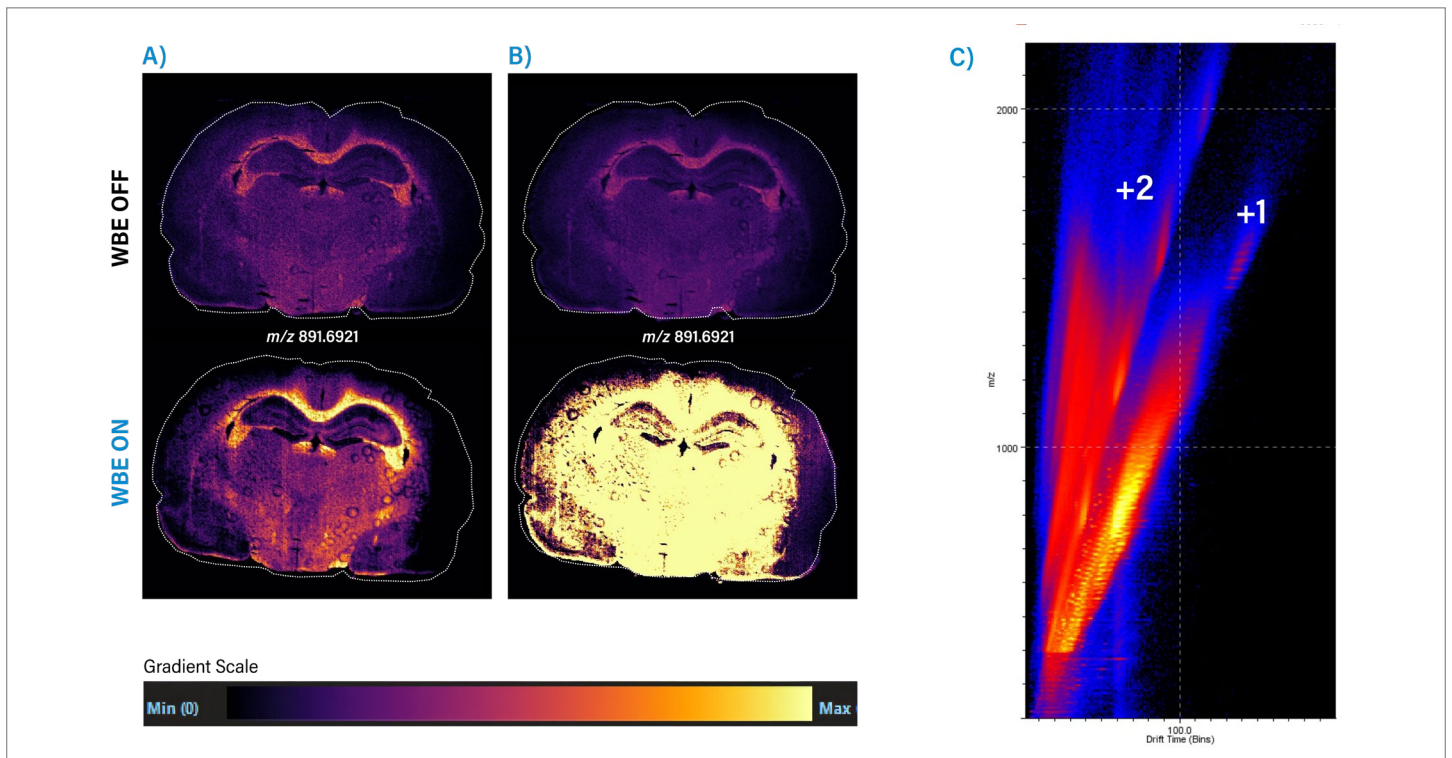 A)
B)
C)
WBE OFF
m/z 891.6921
m/z 891.6921
WBE ON
Gradient Scale
Min (0)
Max
2000
+2
+1
m/z
1000
100.0
Drift Time (Bins)